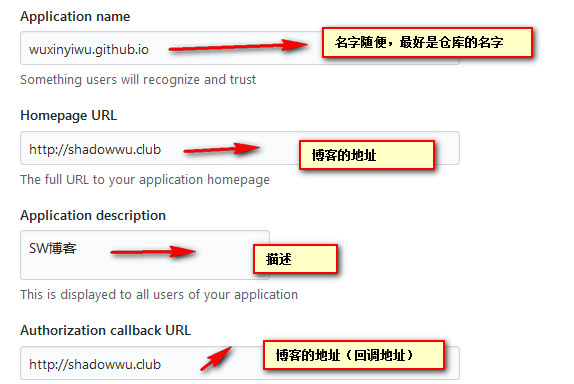 Application name
wuxinyiwu.github.io
名字随便，最好是仓库的名字
Something users will recognize and trust
Homepage URL
http://shadowwu.club
博客的地址
The full URL to your application homepage
Application description
SW博客
描述
This is displayed to all users of your application
Authorization callback URL
博客的地址（回调地址）
http://shadowwu.club